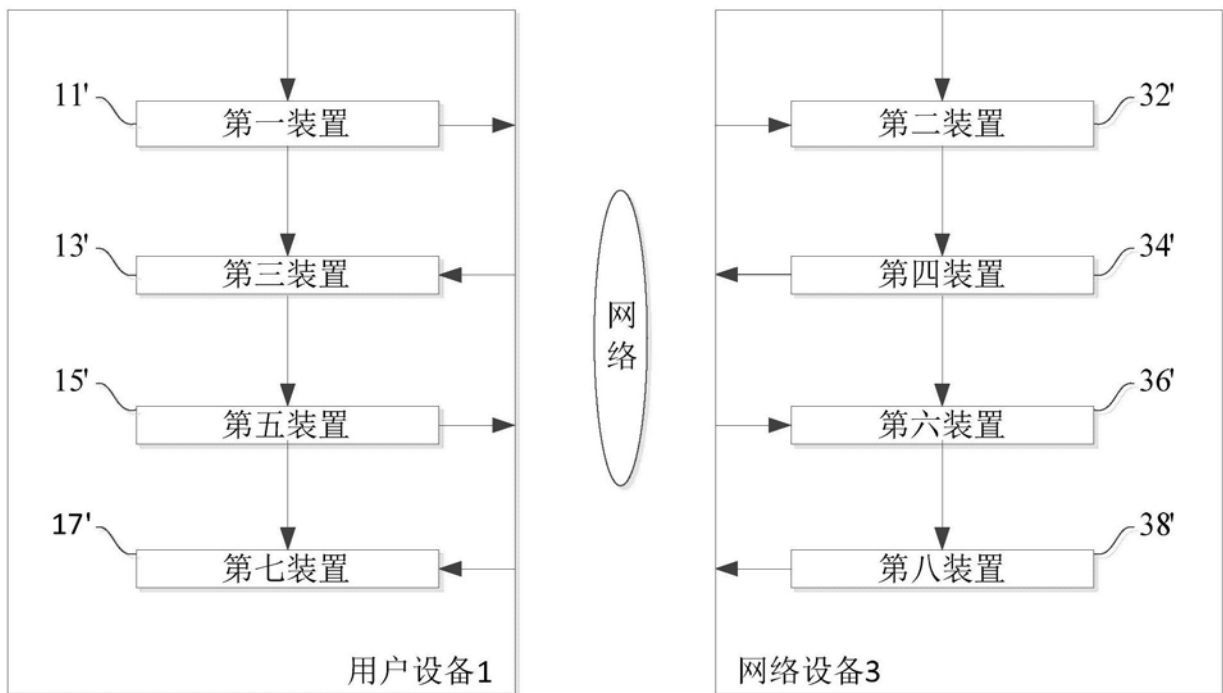 11'
第一装置
第二装置
32'
13'
第三装置
第四装置
34'
网
络
15'
第五装置
第六装置
36'
17'
第七装置
第八装置
38'
用户设备1
网络设备3